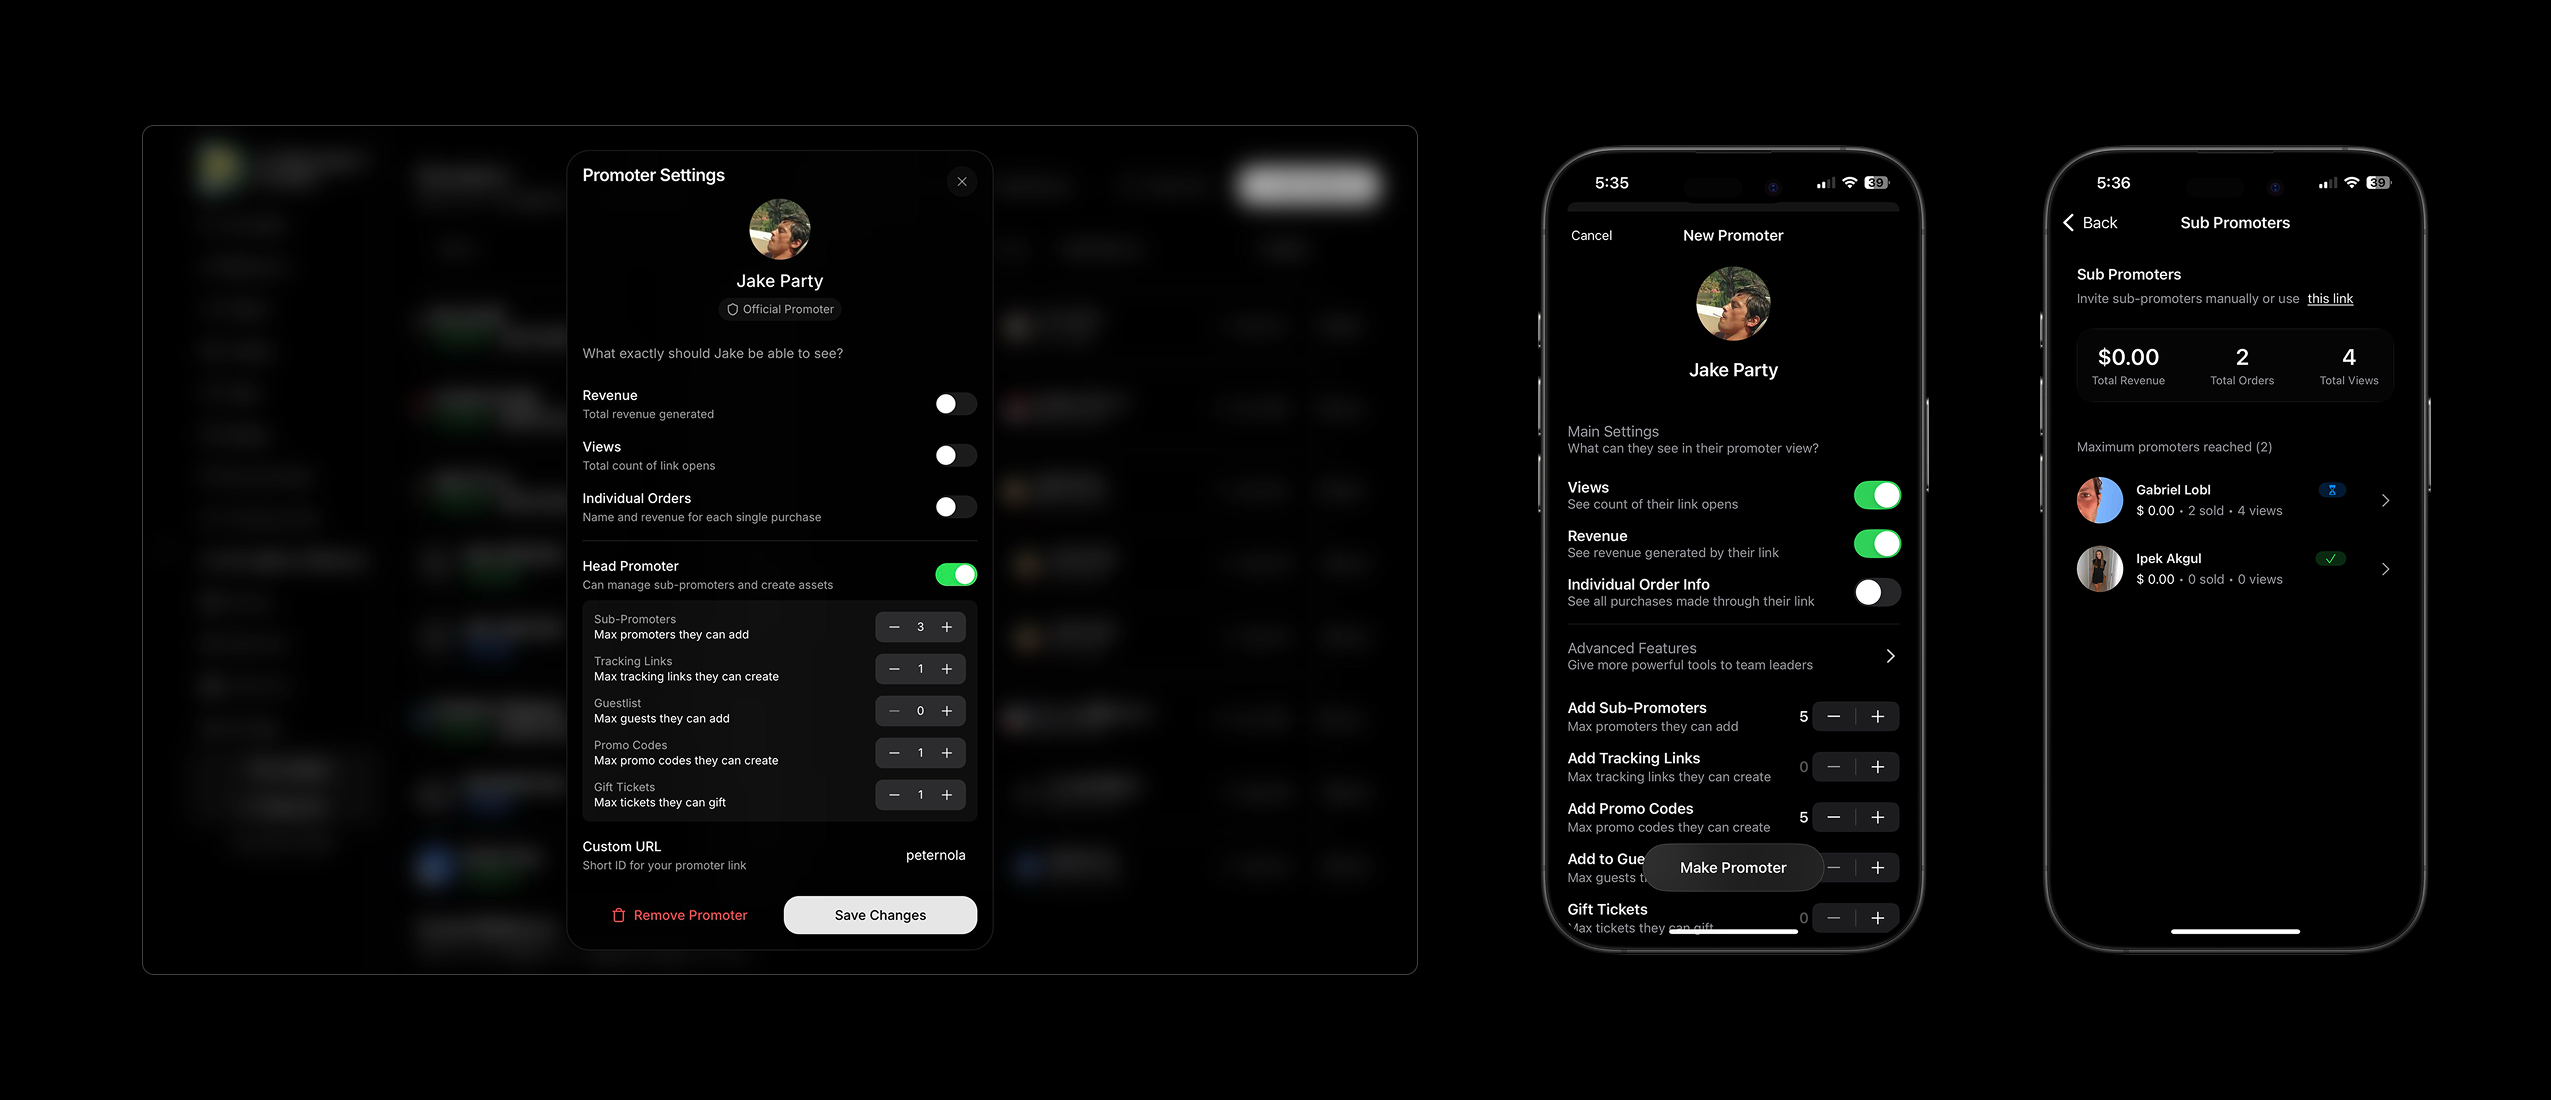 Promoter Settings
Jake Party
Official Promoter
What exactly should Jake be able to see?
Revenue
Total revenue generated
Views
Total count of link opens
Individual Orders
Name and revenue for each single purchase
Head Promoter
Can manage sub-promoters and create assets
Sub-Promoters
Max promoters they can add
3
Tracking Links
Max tracking links they can create
1
Guestlist
Max guests they can add
0
Promo Codes
Max promo codes they can create
1
Gift Tickets
Max tickets they can gift
1
Custom URL
Short ID for your promoter link
peternola
Remove Promoter
Save Changes
5:35
39
Cancel
New Promoter
Jake Party
Main Settings
What can they see in their promoter view?
Views
See count of their link opens
Revenue
See revenue generated by their link
Individual Order Info
See all purchases made through their link
Advanced Features
Give more powerful tools to team leaders
Add Sub-Promoters
Max promoters they can add
5
Add Tracking Links
Max tracking links they can create
0
Add Promo Codes
Max promo codes they can create
5
Add to Gue
Max guests t
Make Promoter
Gift Tickets
Max tickets they can gift
0
5:36
39
Back
Sub Promoters
Sub Promoters
Invite sub-promoters manually or use this link
$0.00 2 4
Total Revenue Total Orders Total Views
Maximum promoters reached (2)
Gabriel Lobl
$ 0.00 • 2 sold • 4 views
Ipek Akgul
$ 0.00 • 0 sold • 0 views